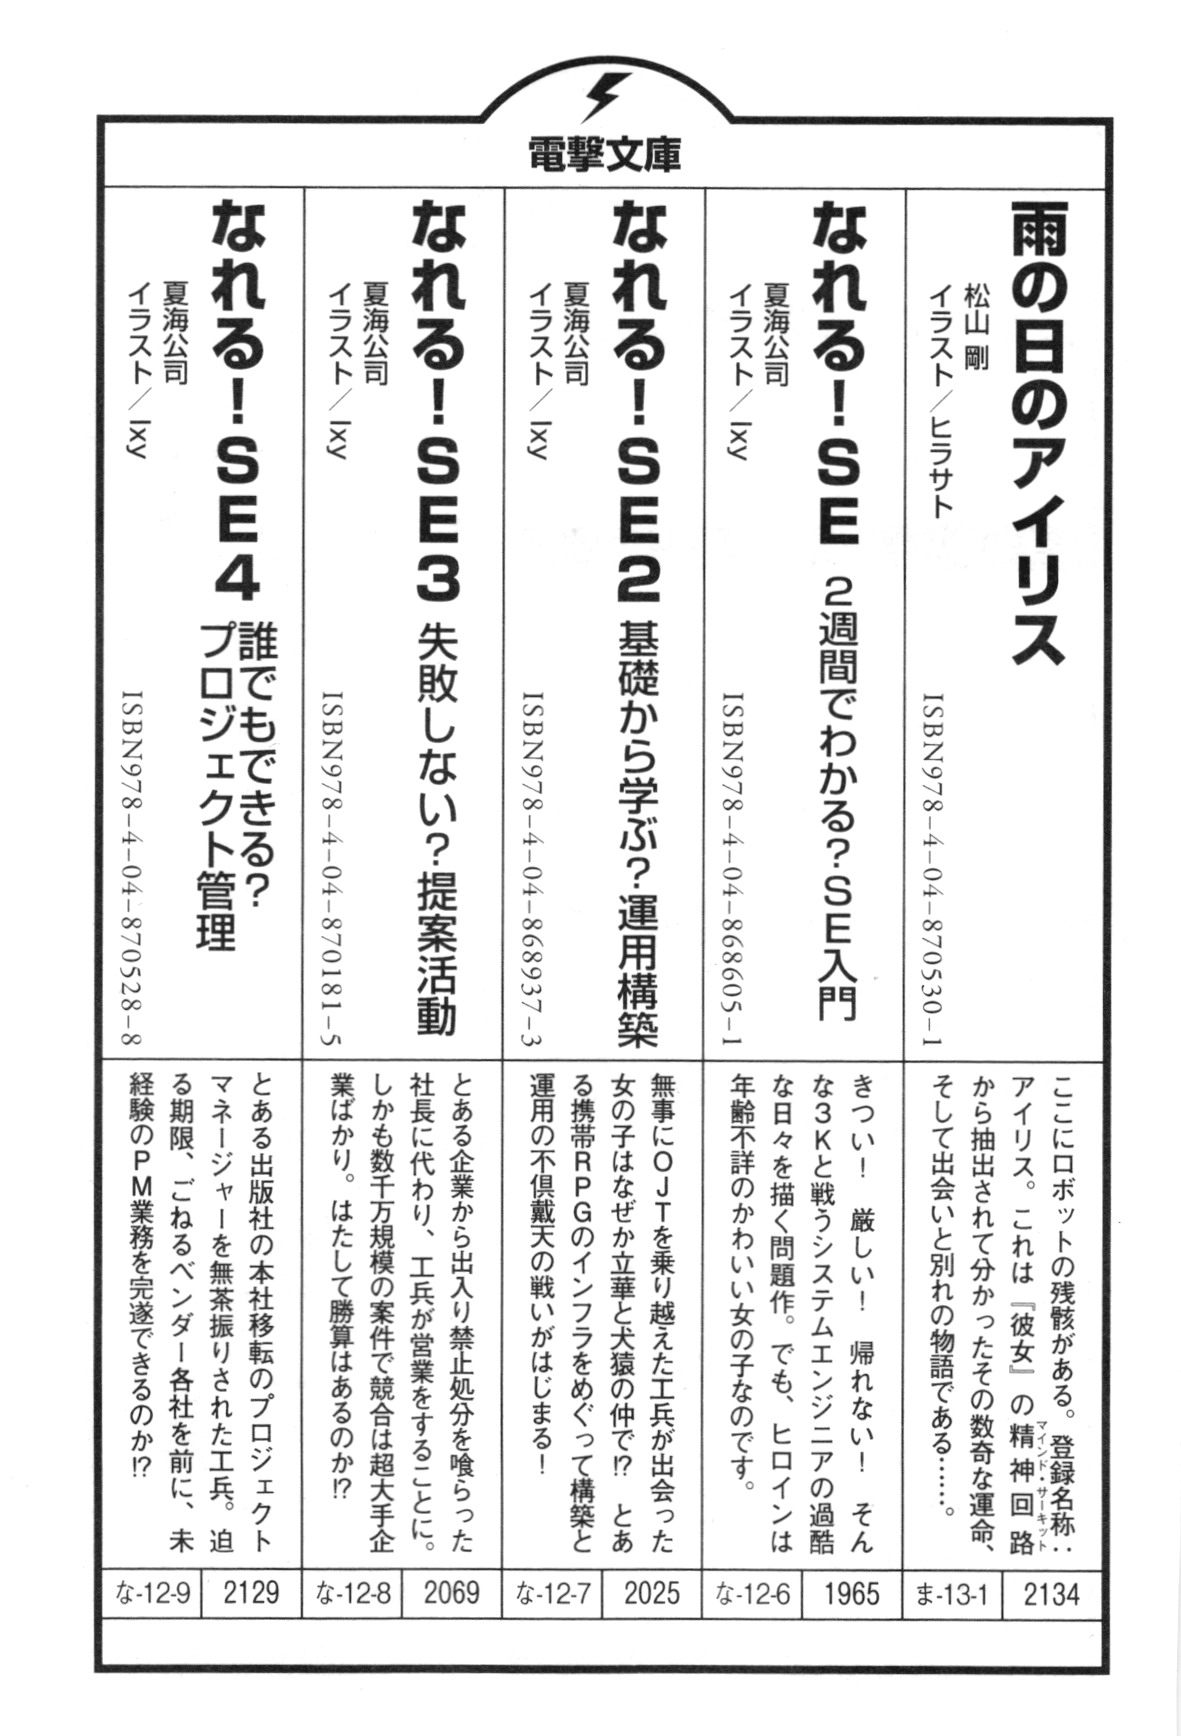 電撃文庫
雨の日のアイリス
松山 剛
イラスト／ヒラサト
ISBN978-4-04-870530-1
ここにロボットの残骸がある。登録名称：
アイリス。これは『彼女』の精神回路
マインド・サーキット
から抽出されて分かったその数奇な運命、
そして出会いと別れの物語である……。
ま-13-1
2134
なれる！SE 2週間でわかる？SE入門
夏海公司
イラスト／Ixy
ISBN978-4-04-868605-1
きつい！ 厳しい！ 帰れない！ そん
な3Kと戦うシステムエンジニアの過酷
な日々を描く問題作。でも、ヒロインは
年齢不詳のかわいい女の子なのです。
な-12-6
1965
なれる！SE2 基礎から学ぶ？運用構築
夏海公司
イラスト／Ixy
ISBN978-4-04-868937-3
無事にOJTを乗り越えた工兵が出会った
女の子はなぜか立華と犬猿の仲で!? とあ
る携帯RPGのインフラをめぐって構築と
運用の不倶戴天の戦いがはじまる！
な-12-7
2025
なれる！SE3 失敗しない？提案活動
夏海公司
イラスト／Ixy
ISBN978-4-04-870181-5
とある企業から出入り禁止処分を喰らった
社長に代わり、工兵が営業をすることに。
しかも数千万規模の案件で競合は超大手企
業ばかり。はたして勝算はあるのか!?
な-12-8
2069
なれる！SE4 誰でもできる？
プロジェクト管理
夏海公司
イラスト／Ixy
ISBN978-4-04-870528-8
とある出版社の本社移転のプロジェクト
マネージャーを無茶振りされた工兵。迫
る期限、ごねるベンダー各社を前に、未
経験のPM業務を完遂できるのか!?
な-12-9
2129